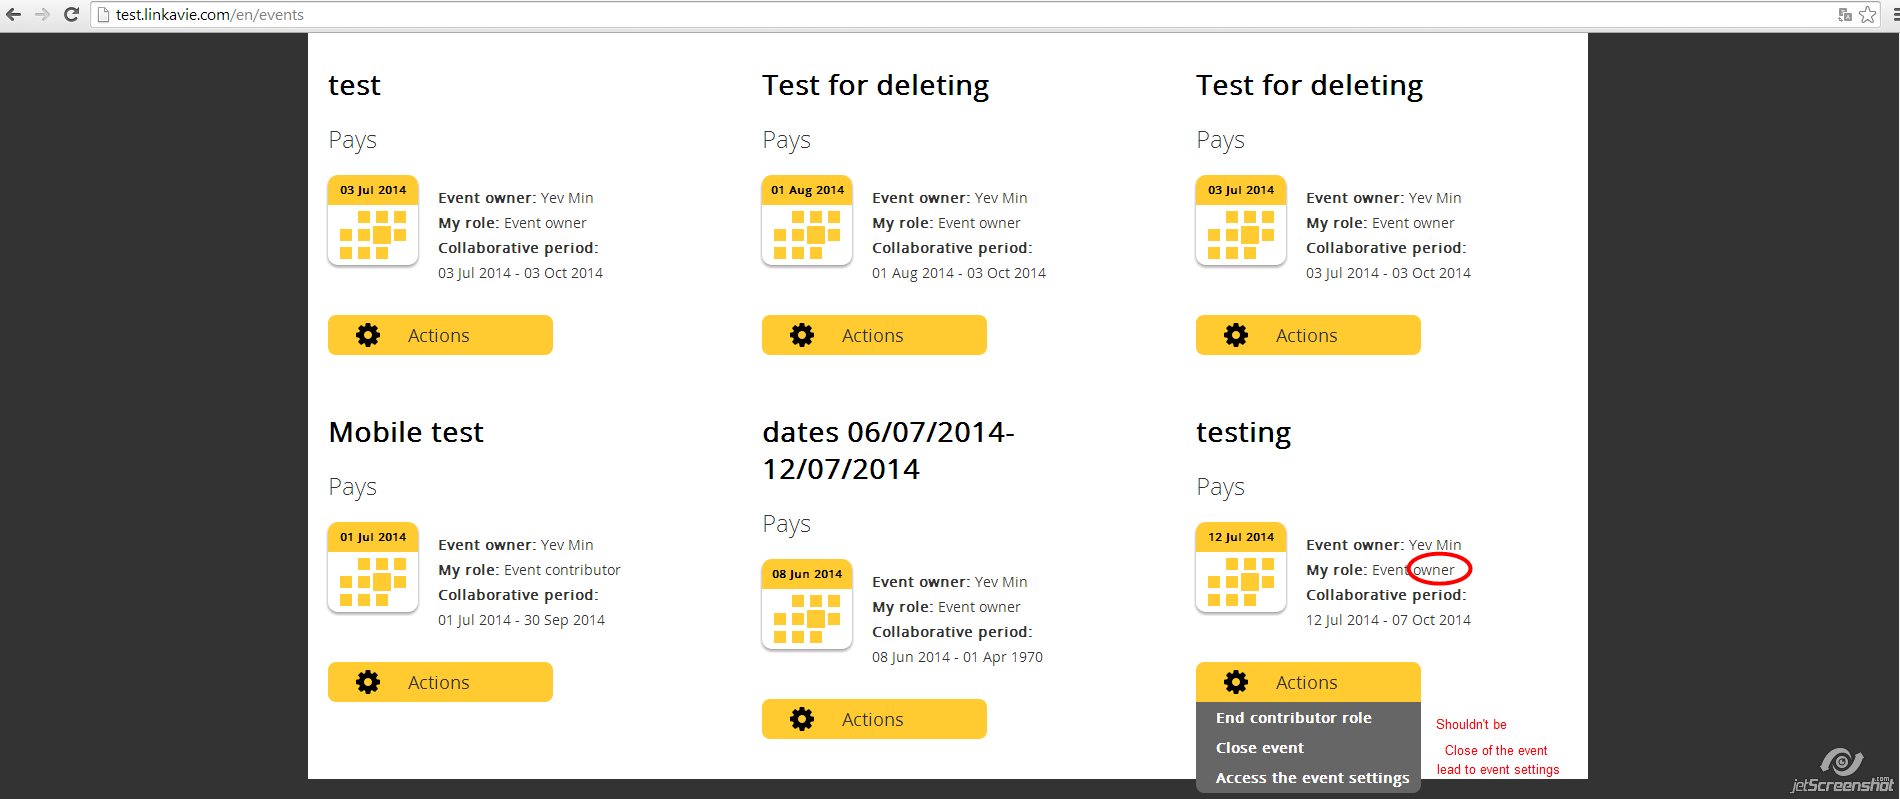 test.linkavie.com/en/events
test
Pays
03 Jul 2014
Event owner: Yev Min
My role: Event owner
Collaborative period:
03 Jul 2014 - 03 Oct 2014
Actions
Test for deleting
Pays
01 Aug 2014
Event owner: Yev Min
My role: Event owner
Collaborative period:
01 Aug 2014 - 03 Oct 2014
Actions
Test for deleting
Pays
03 Jul 2014
Event owner: Yev Min
My role: Event owner
Collaborative period:
03 Jul 2014 - 03 Oct 2014
Actions
Mobile test
Pays
01 Jul 2014
Event owner: Yev Min
My role: Event contributor
Collaborative period:
01 Jul 2014 - 30 Sep 2014
Actions
dates 06/07/2014-
12/07/2014
Pays
08 Jun 2014
Event owner: Yev Min
My role: Event owner
Collaborative period:
08 Jun 2014 - 01 Apr 1970
Actions
testing
Pays
12 Jul 2014
Event owner: Yev Min
My role: Event owner
Collaborative period:
12 Jul 2014 - 07 Oct 2014
Actions
End contributor role
Close event
Access the event settings
Shouldn't be
Close of the event
lead to event settings
jetScreenshot.com